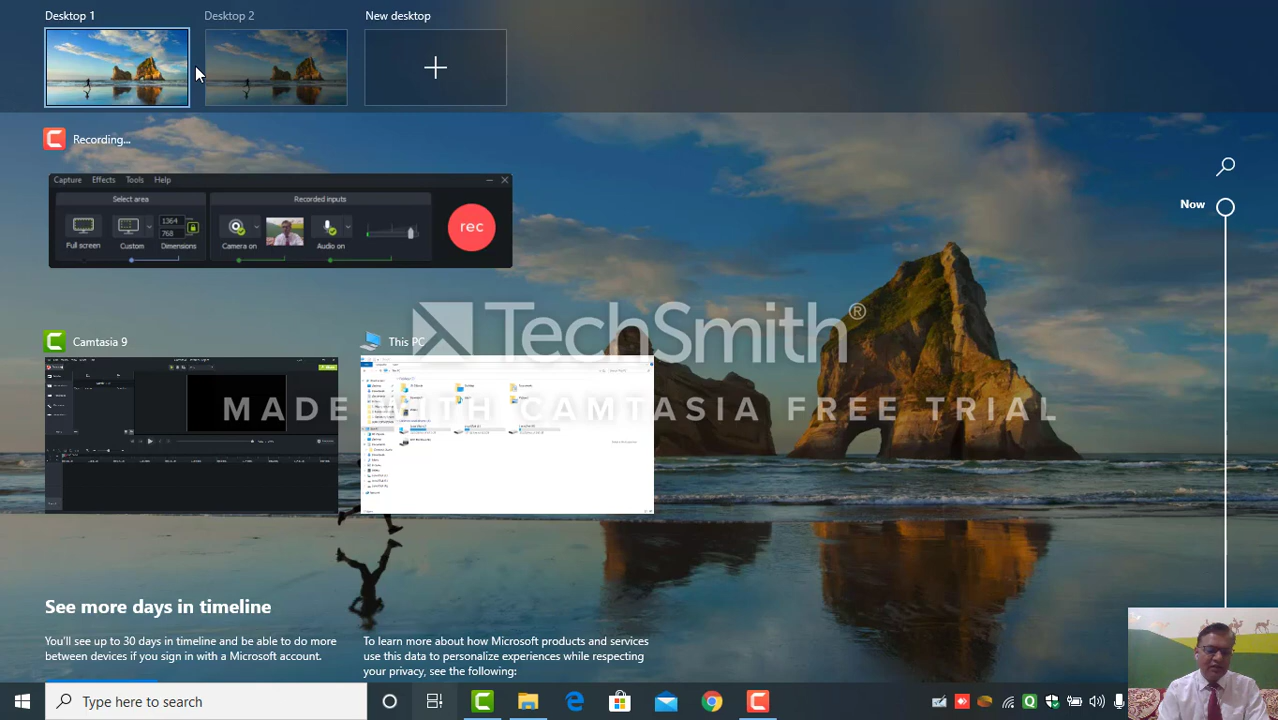 Desktop 1
Desktop 2
New desktop
Recording...
Capture Effects Tools Help
Select area
Recorded inputs
1364
768
rec
Full screen
Custom
Dimensions
Camera on
Audio on
Now
TechSmith®
MADE WITH CAMTASIA FREE TRIAL
Camtasia 9
This PC
See more days in timeline
You'll see up to 30 days in timeline and be able to do more
between devices if you sign in with a Microsoft account.
To learn more about how Microsoft products and services
use this data to personalize experiences while respecting
your privacy, see the following:
Type here to search